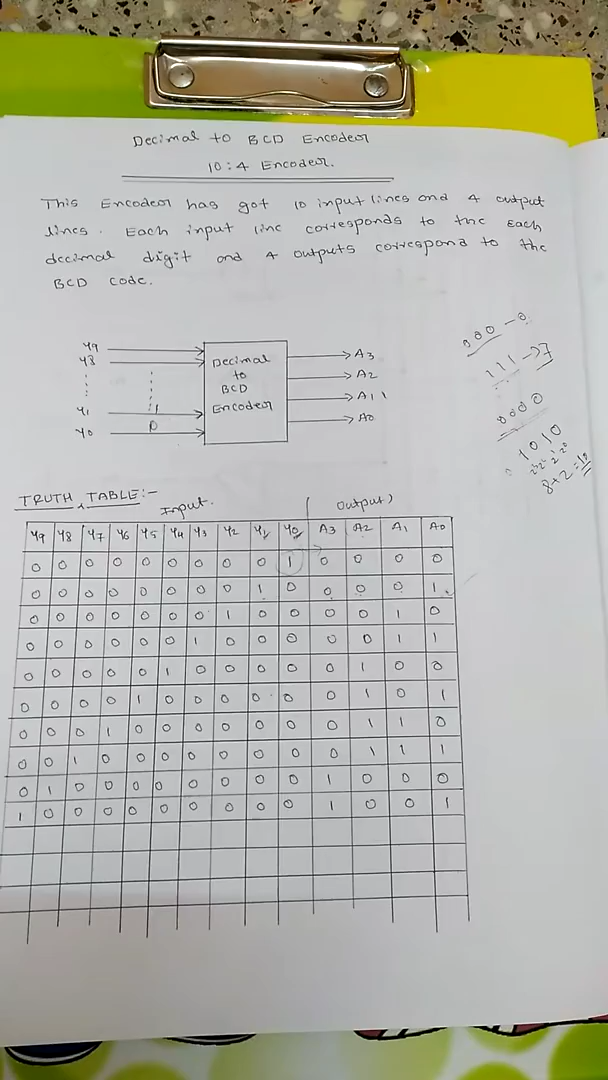 Decimal to BCD Encoder
10:4 Encoder.
This Encoder has got 10 input lines and 4 output
lines. Each input line corresponds to the each
decimal digit and 4 outputs correspond to the
BCD code.
Y9
Y8
Y1
Y0
Decimal
to
BCD
Encoder
A3
A2
A1
A0
000 - 0
111 -> 7
0000
1010
8+2=10
TRUTH TABLE:-
Input.
Output
Y9 Y8 Y7 Y6 Y5 Y4 Y3 Y2 Y1 Y0 A3 A2 A1 A0
0 0 0 0 0 0 0 0 0 1 0 0 0 0
0 0 0 0 0 0 0 0 1 0 0 0 0 1
0 0 0 0 0 0 0 1 0 0 0 0 1 0
0 0 0 0 0 0 1 0 0 0 0 0 1 1
0 0 0 0 0 1 0 0 0 0 0 1 0 0
0 0 0 0 1 0 0 0 0 0 0 1 0 1
0 0 0 1 0 0 0 0 0 0 0 1 1 0
0 0 1 0 0 0 0 0 0 0 0 1 1 1
0 1 0 0 0 0 0 0 0 0 1 0 0 0
1 0 0 0 0 0 0 0 0 0 1 0 0 1